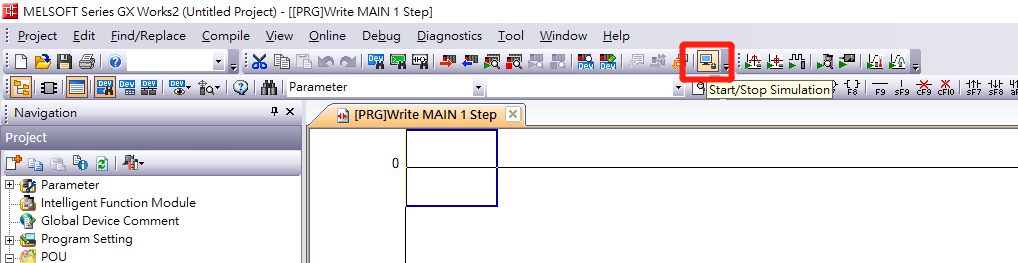 MELSOFT Series GX Works2 (Untitled Project) - [[PRG]Write MAIN 1 Step]
Project Edit Find/Replace Compile View Online Debug Diagnostics Tool Window Help
Parameter
F8 F9 sF9 cF9 cF10 sF7 sF8
Start/Stop Simulation
Navigation
[PRG]Write MAIN 1 Step
Project
0
Parameter
Intelligent Function Module
Global Device Comment
Program Setting
POU